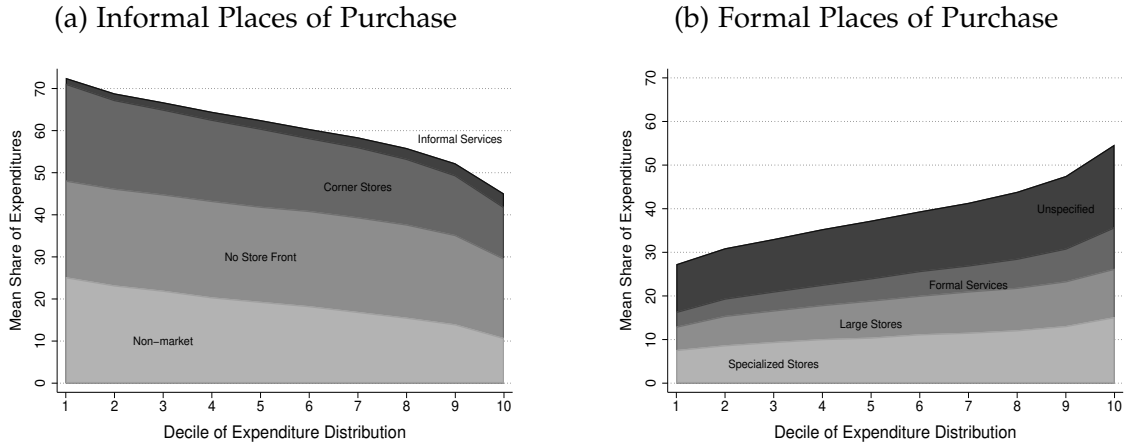 (a) Informal Places of Purchase
Mean Share of Expenditures
70
60
50
40
30
20
10
0
Informal Services
Corner Stores
No Store Front
Non−market
1 2 3 4 5 6 7 8 9 10
Decile of Expenditure Distribution
(b) Formal Places of Purchase
Mean Share of Expenditures
70
60
50
40
30
20
10
0
Unspecified
Formal Services
Large Stores
Specialized Stores
1 2 3 4 5 6 7 8 9 10
Decile of Expenditure Distribution